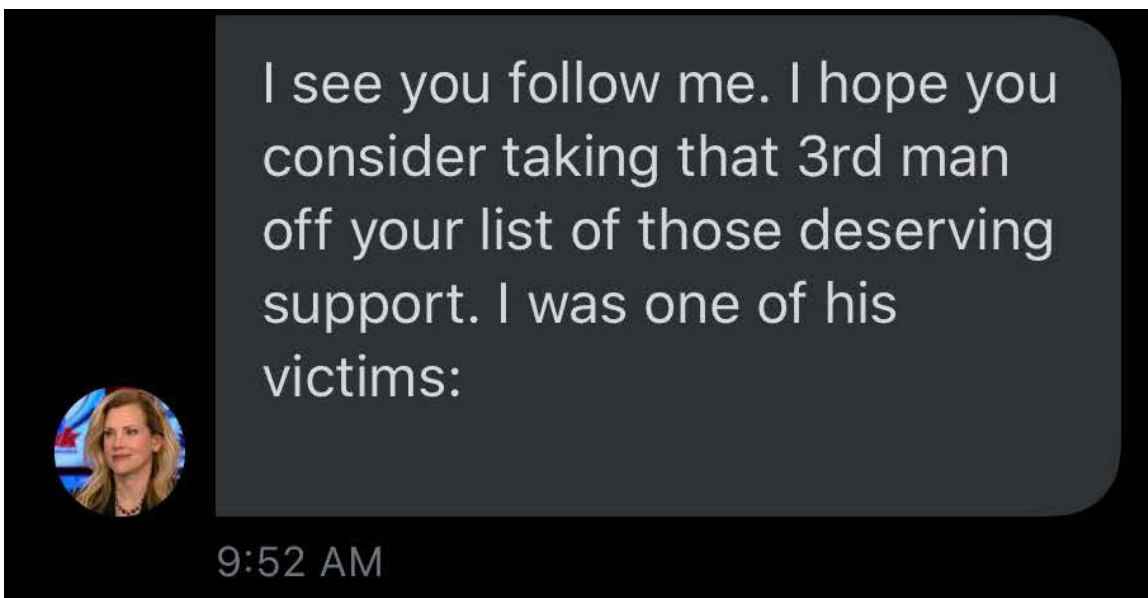 I see you follow me. I hope you
consider taking that 3rd man
off your list of those deserving
support. I was one of his
victims:
9:52 AM